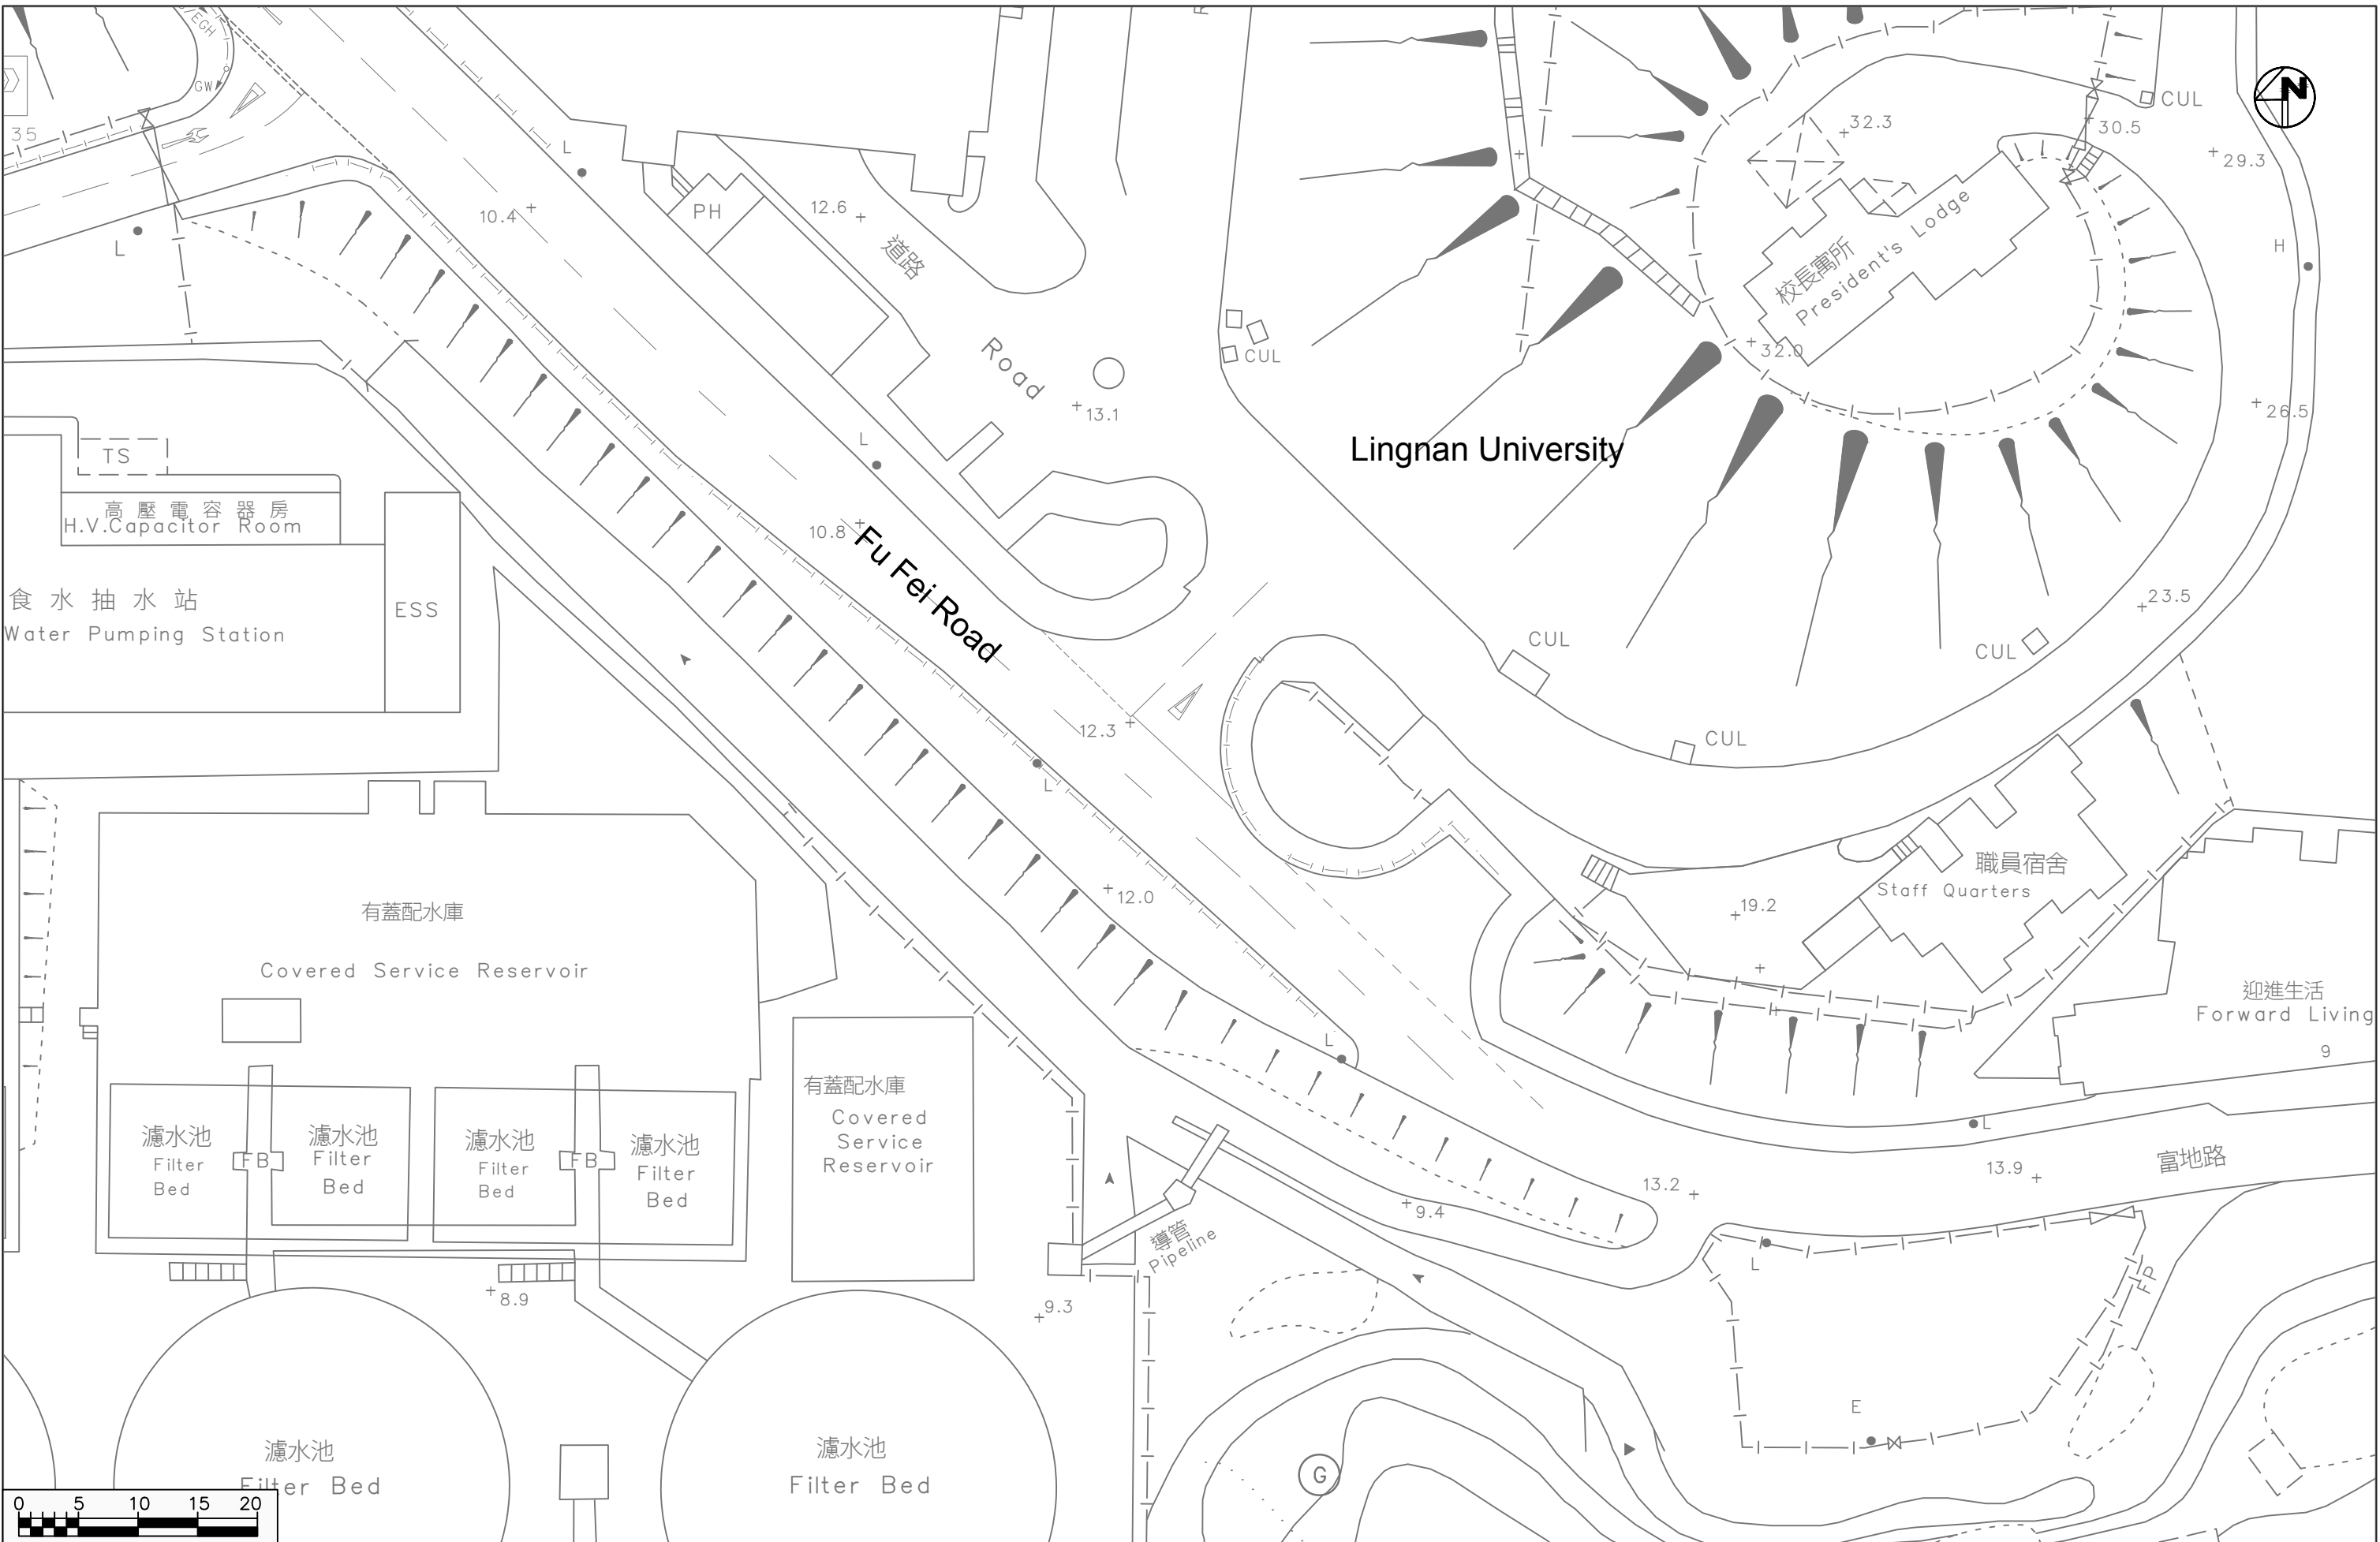 /EGH
GW
35
L
L
10.4
PH
12.6
道路
Road
13.1
CUL
32.3
30.5
CUL
N
29.3
H
校長寓所
President's Lodge
32.0
26.5
Lingnan University
L
10.8
Fu Fei Road
TS
高壓電容器房
H.V.Capacitor Room
食水抽水站
Water Pumping Station
ESS
CUL
CUL
CUL
23.5
12.3
L
12.0
職員宿舍
Staff Quarters
19.2
迎進生活
Forward Living
9
有蓋配水庫
Covered Service Reservoir
有蓋配水庫
Covered
Service
Reservoir
L
濾水池
Filter
Bed
FB
濾水池
Filter
Bed
濾水池
Filter
Bed
FB
濾水池
Filter
Bed
L
富地路
13.9
13.2
9.4
導管
Pipeline
L
FP
8.9
9.3
E
G
濾水池
Filter Bed
濾水池
Filter Bed
0 5 10 15 20